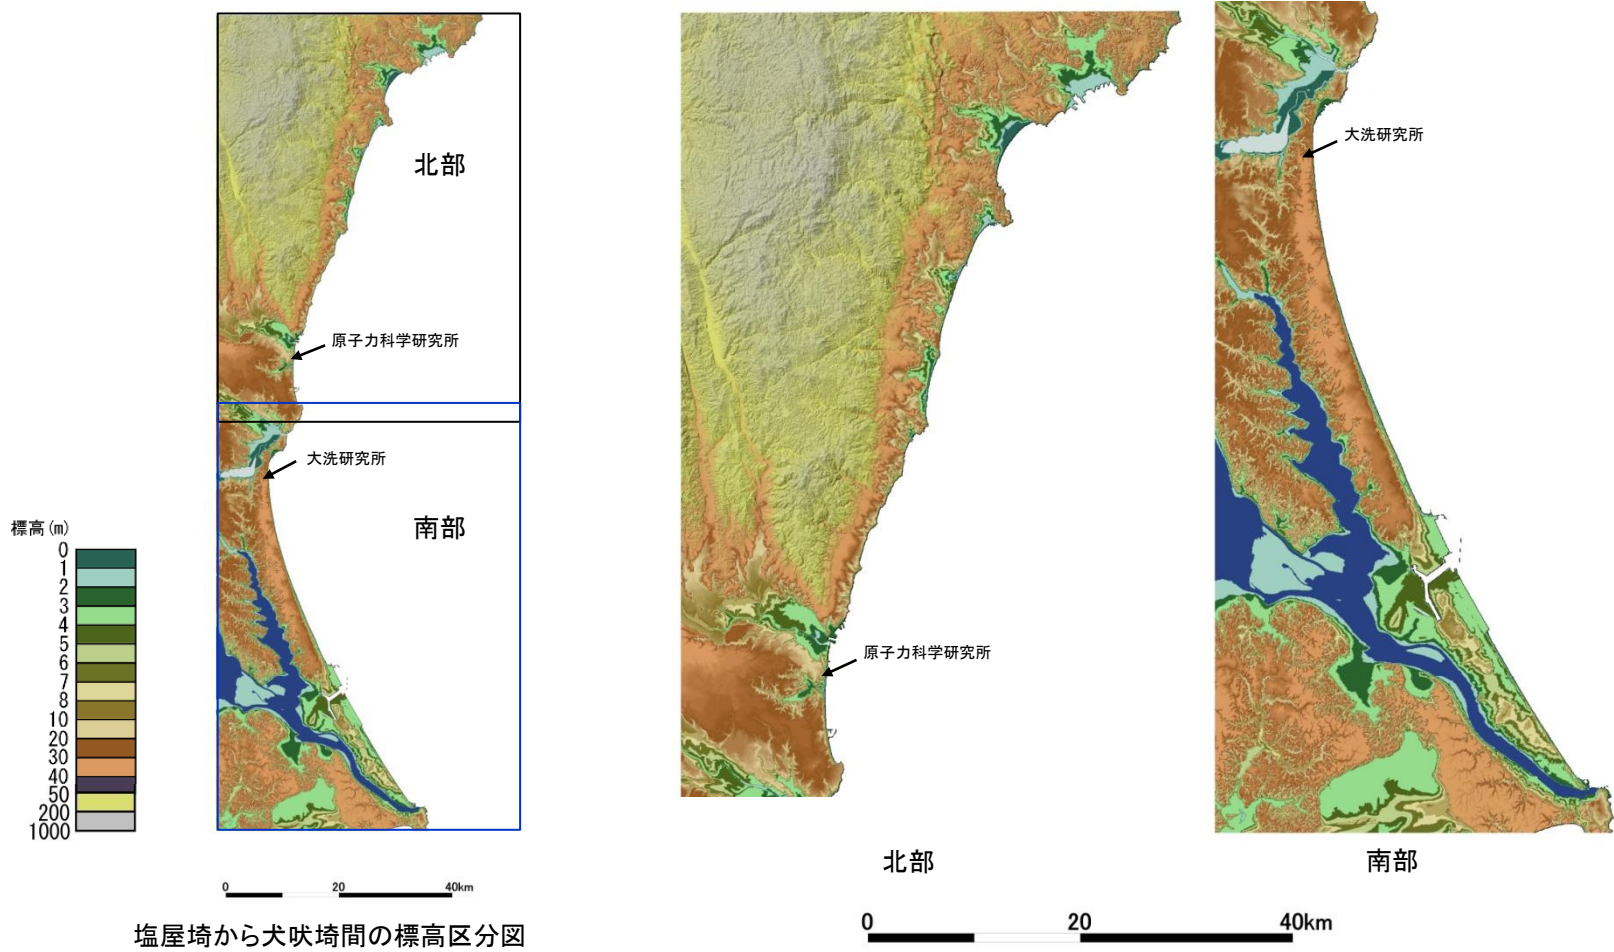 北部
原子力科学研究所
大洗研究所
南部
標高(m)
0
1
2
3
4
5
6
7
8
10
20
30
40
50
200
1000
0 20 40km
塩屋埼から犬吠埼間の標高区分図
原子力科学研究所
北部
大洗研究所
南部
0 20 40km